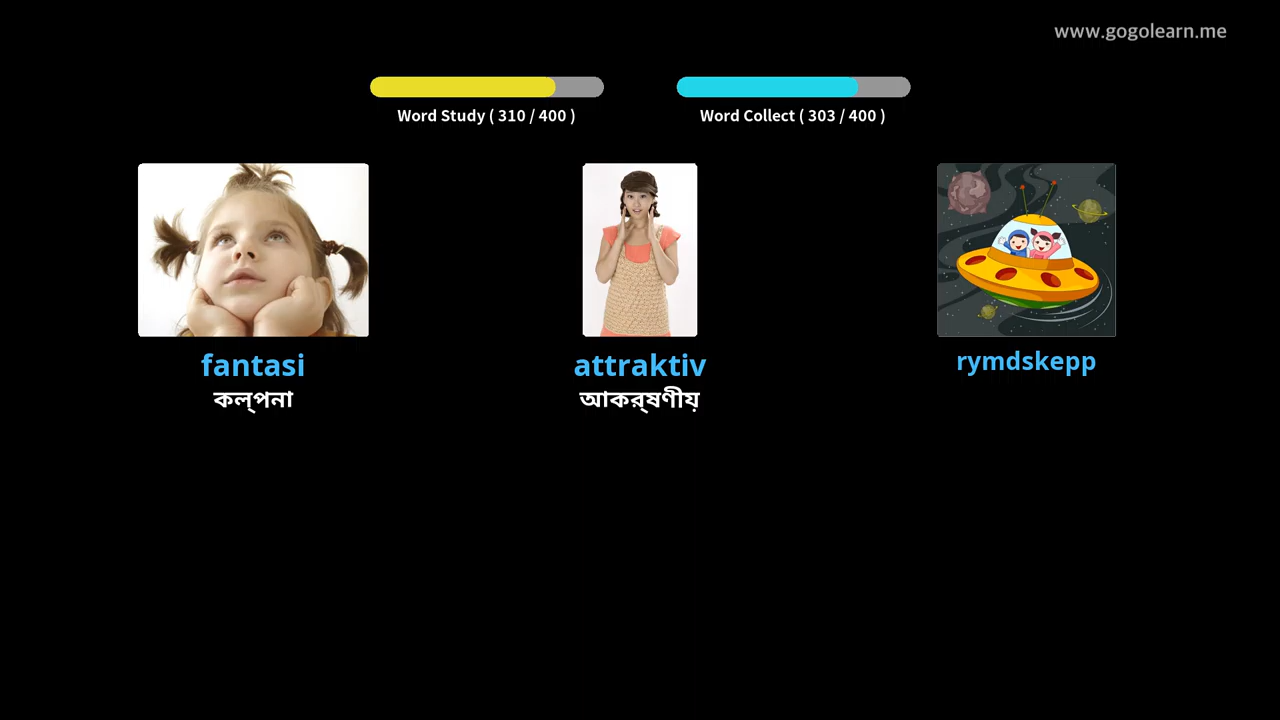 www.gogolearn.me
Word Study ( 310 / 400 )
Word Collect ( 303 / 400 )
fantasi
attraktiv
rymdskepp
কল্পনা
আকর্ষণীয়